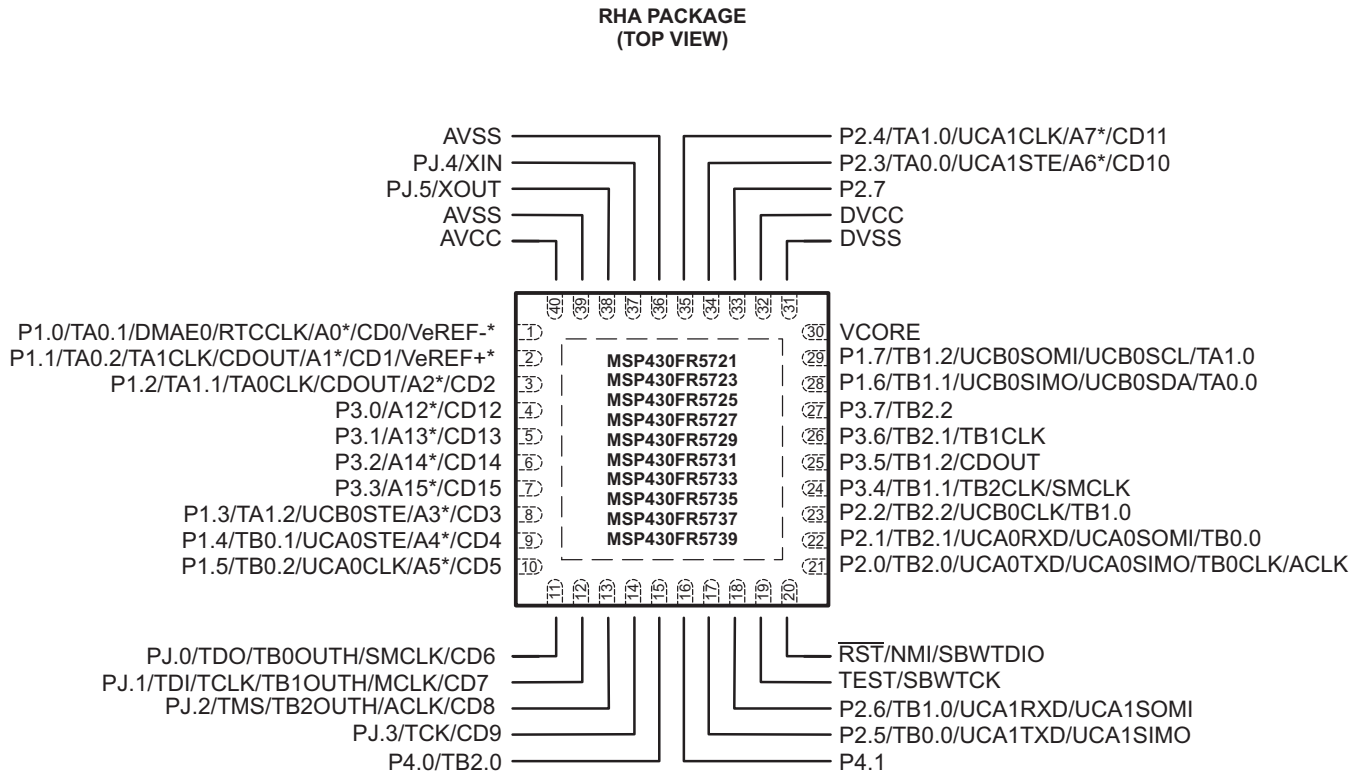 RHA PACKAGE
(TOP VIEW)
AVSS
PJ.4/XIN
PJ.5/XOUT
AVSS
AVCC
P2.4/TA1.0/UCA1CLK/A7*/CD11
P2.3/TA0.0/UCA1STE/A6*/CD10
P2.7
DVCC
DVSS
40 39 38 37 36 35 34 33 32 31
P1.0/TA0.1/DMAE0/RTCCLK/A0*/CD0/VeREF-* 1
P1.1/TA0.2/TA1CLK/CDOUT/A1*/CD1/VeREF+* 2
P1.2/TA1.1/TA0CLK/CDOUT/A2*/CD2 3
P3.0/A12*/CD12 4
P3.1/A13*/CD13 5
P3.2/A14*/CD14 6
P3.3/A15*/CD15 7
P1.3/TA1.2/UCB0STE/A3*/CD3 8
P1.4/TB0.1/UCA0STE/A4*/CD4 9
P1.5/TB0.2/UCA0CLK/A5*/CD5 10
MSP430FR5721
MSP430FR5723
MSP430FR5725
MSP430FR5727
MSP430FR5729
MSP430FR5731
MSP430FR5733
MSP430FR5735
MSP430FR5737
MSP430FR5739
30 VCORE
29 P1.7/TB1.2/UCB0SOMI/UCB0SCL/TA1.0
28 P1.6/TB1.1/UCB0SIMO/UCB0SDA/TA0.0
27 P3.7/TB2.2
26 P3.6/TB2.1/TB1CLK
25 P3.5/TB1.2/CDOUT
24 P3.4/TB1.1/TB2CLK/SMCLK
23 P2.2/TB2.2/UCB0CLK/TB1.0
22 P2.1/TB2.1/UCA0RXD/UCA0SOMI/TB0.0
21 P2.0/TB2.0/UCA0TXD/UCA0SIMO/TB0CLK/ACLK
11 12 13 14 15 16 17 18 19 20
PJ.0/TDO/TB0OUTH/SMCLK/CD6
PJ.1/TDI/TCLK/TB1OUTH/MCLK/CD7
PJ.2/TMS/TB2OUTH/ACLK/CD8
PJ.3/TCK/CD9
P4.0/TB2.0
RST/NMI/SBWTDIO
TEST/SBWTCK
P2.6/TB1.0/UCA1RXD/UCA1SOMI
P2.5/TB0.0/UCA1TXD/UCA1SIMO
P4.1